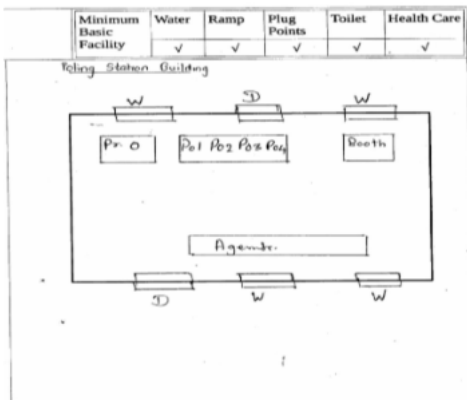 Minimum Basic Facility Water Ramp Plug Points Toilet Health Care
√ √ √ √ √
Poling Station Building
W D W
Pr. O Po1 Po2 Po3 Po4 Booth
Agents.
D W W